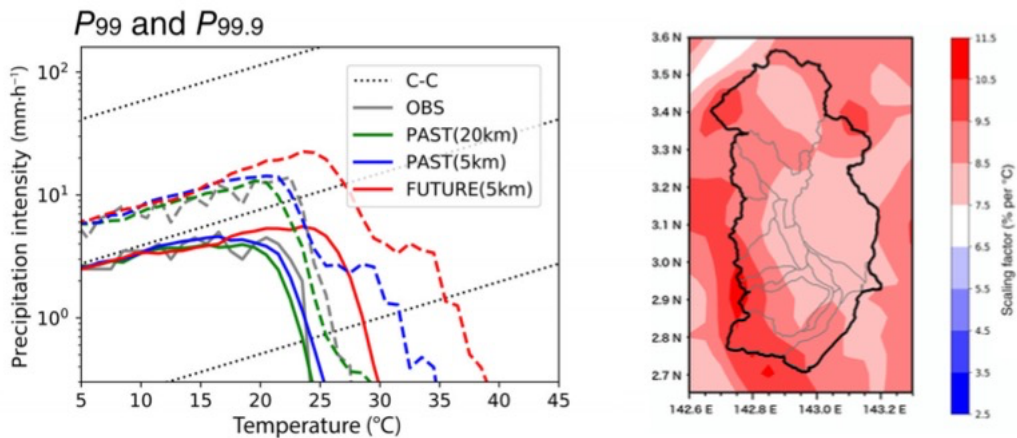 P99 and P99.9
Precipitation intensity (mm·h⁻¹)
10²
10¹
10⁰
C-C
OBS
PAST(20km)
PAST(5km)
FUTURE(5km)
5 10 15 20 25 30 35 40 45
Temperature (°C)
3.6 N
3.5 N
3.4 N
3.3 N
3.2 N
3.1 N
3.0 N
2.9 N
2.8 N
2.7 N
142.6 E 142.8 E 143.0 E 143.2 E
11.5
10.5
9.5
8.5
7.5
6.5
5.5
4.5
3.5
2.5
Scaling factor (% per °C)